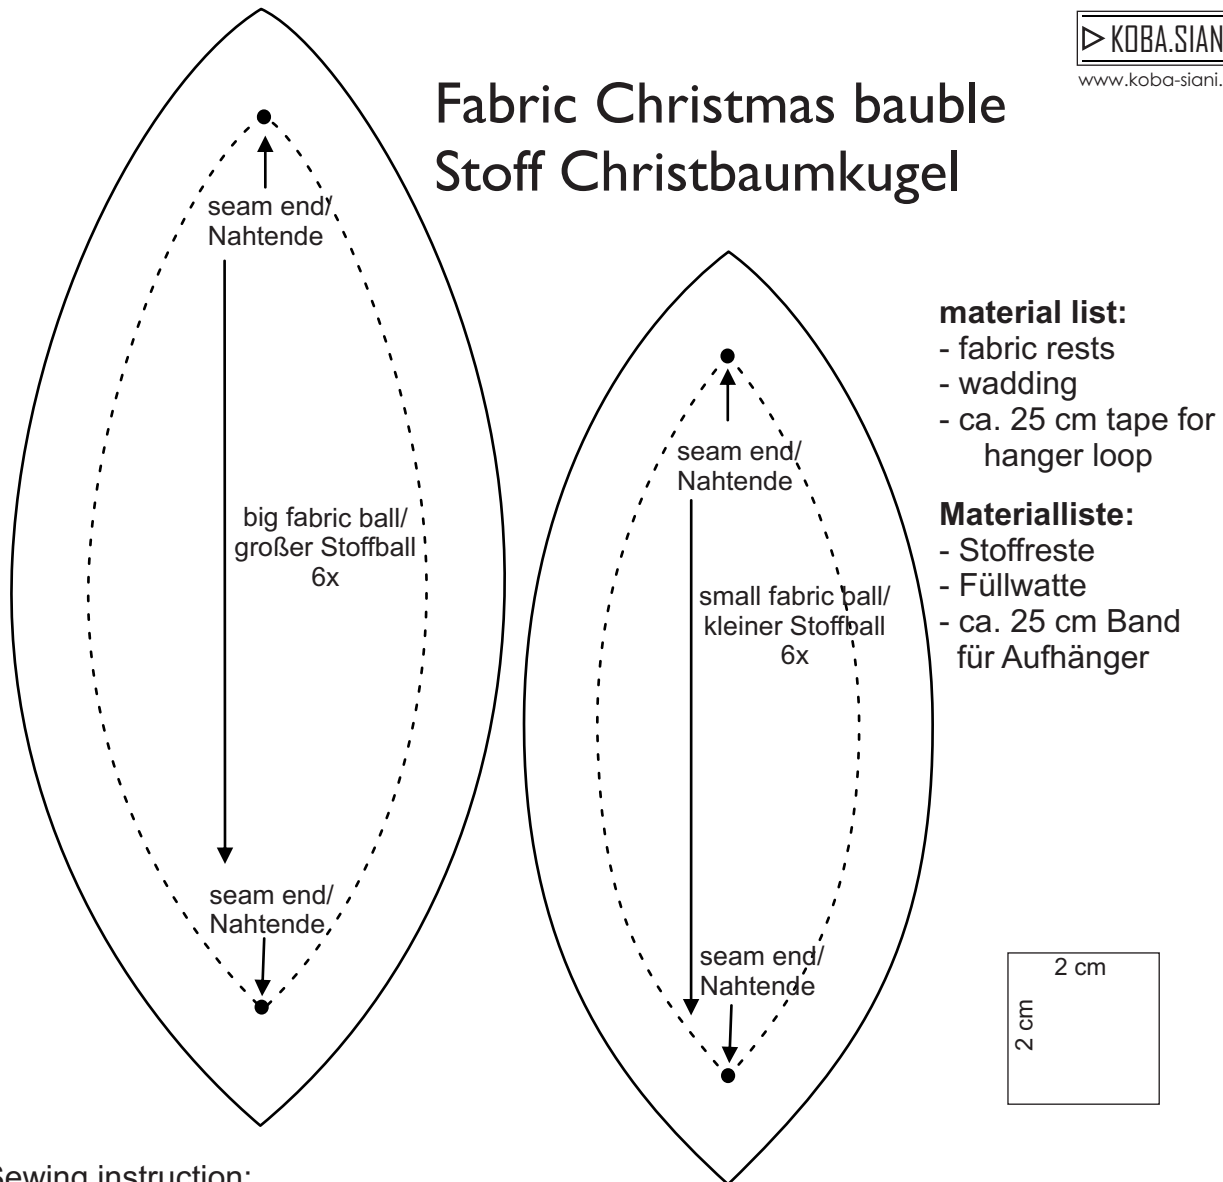 KOBA.SIAN
www.koba-siani.
Fabric Christmas bauble
Stoff Christbaumkugel
seam end/
Nahtende
big fabric ball/
großer Stoffball
6x
seam end/
Nahtende
seam end/
Nahtende
small fabric ball/
kleiner Stoffball
6x
seam end/
Nahtende
material list:
- fabric rests
- wadding
- ca. 25 cm tape for
hanger loop
Materialliste:
- Stoffreste
- Füllwatte
- ca. 25 cm Band
für Aufhänger
2 cm
2 cm
Sewing instruction: